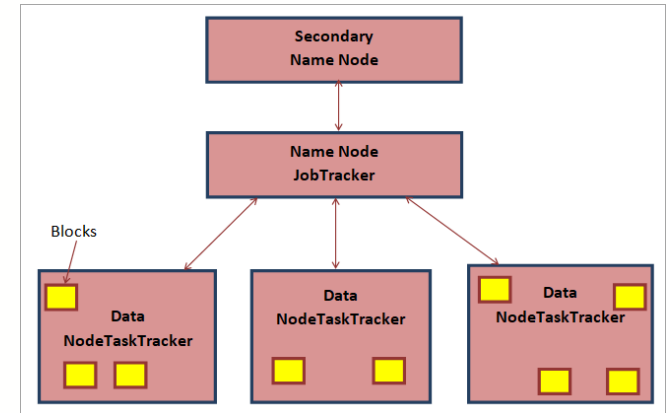 Secondary
Name Node
Name Node
JobTracker
Blocks
Data
NodeTaskTracker
Data
NodeTaskTracker
Data
NodeTaskTracker